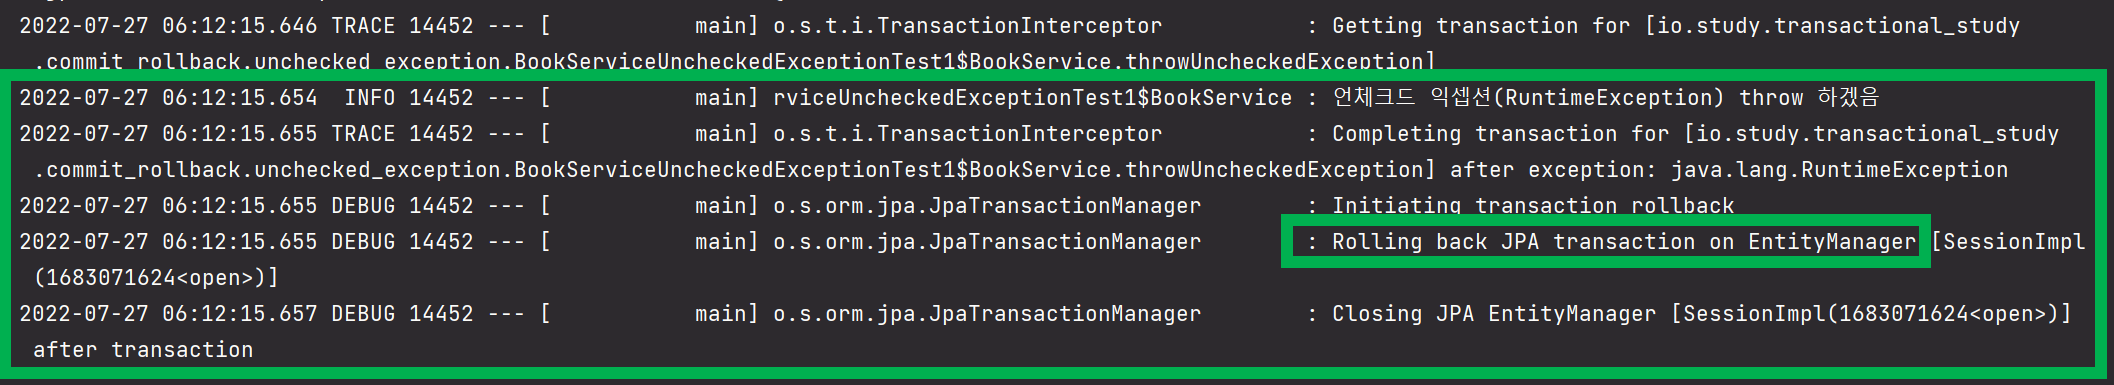 2022-07-27 06:12:15.646 TRACE 14452 --- [           main] o.s.t.i.TransactionInterceptor           : Getting transaction for [io.study.transactional_study
.commit_rollback.unchecked_exception.BookServiceUncheckedExceptionTest1$BookService.throwUncheckedException]
2022-07-27 06:12:15.654  INFO 14452 --- [           main] rviceUncheckedExceptionTest1$BookService : 언체크드 익셉션(RuntimeException) throw 하겠음
2022-07-27 06:12:15.655 TRACE 14452 --- [           main] o.s.t.i.TransactionInterceptor           : Completing transaction for [io.study.transactional_study
.commit_rollback.unchecked_exception.BookServiceUncheckedExceptionTest1$BookService.throwUncheckedException] after exception: java.lang.RuntimeException
2022-07-27 06:12:15.655 DEBUG 14452 --- [           main] o.s.orm.jpa.JpaTransactionManager        : Initiating transaction rollback
2022-07-27 06:12:15.655 DEBUG 14452 --- [           main] o.s.orm.jpa.JpaTransactionManager        : Rolling back JPA transaction on EntityManager [SessionImpl
(1683071624<open>)]
2022-07-27 06:12:15.657 DEBUG 14452 --- [           main] o.s.orm.jpa.JpaTransactionManager        : Closing JPA EntityManager [SessionImpl(1683071624<open>)]
after transaction